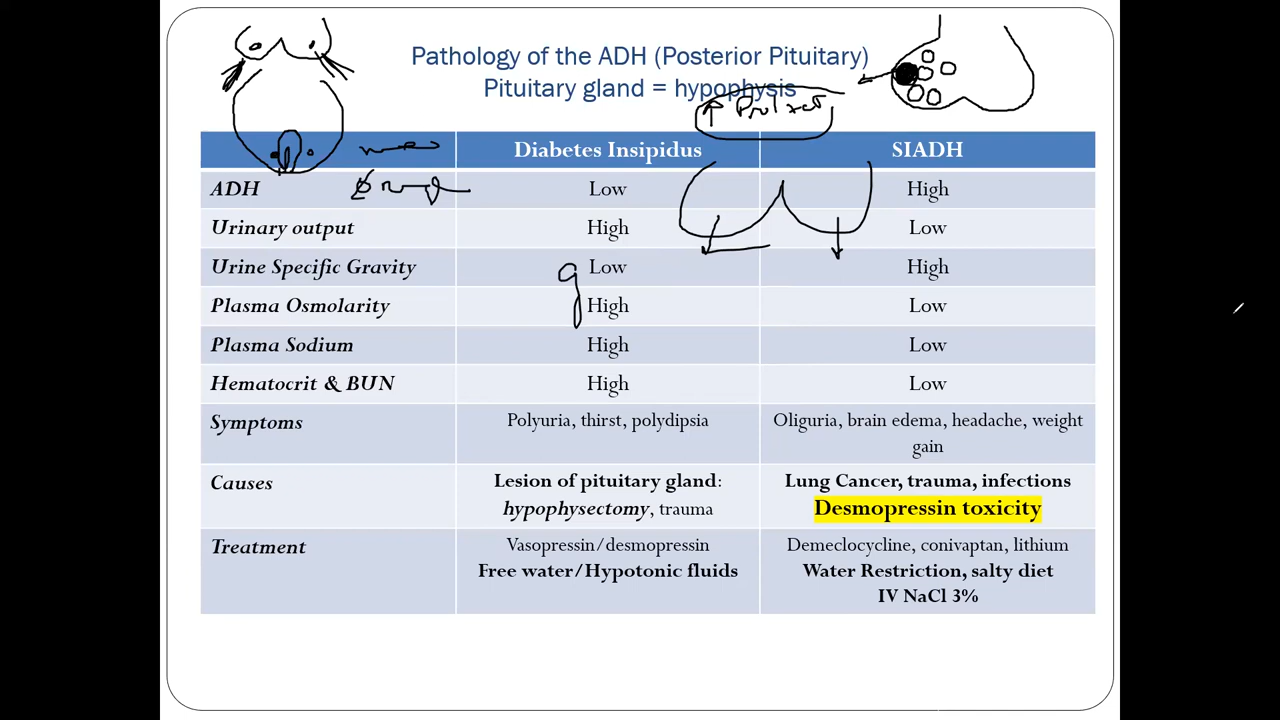 Pathology of the ADH (Posterior Pituitary)
Pituitary gland = hypophysis
Diabetes Insipidus SIADH
ADH Low High
Urinary output High Low
Urine Specific Gravity Low High
Plasma Osmolarity High Low
Plasma Sodium High Low
Hematocrit & BUN High Low
Symptoms Polyuria, thirst, polydipsia Oliguria, brain edema, headache, weight
gain
Causes Lesion of pituitary gland: Lung Cancer, trauma, infections
hypophysectomy, trauma Desmopressin toxicity
Treatment Vasopressin/desmopressin Demeclocycline, conivaptan, lithium
Free water/Hypotonic fluids Water Restriction, salty diet
IV NaCl 3%